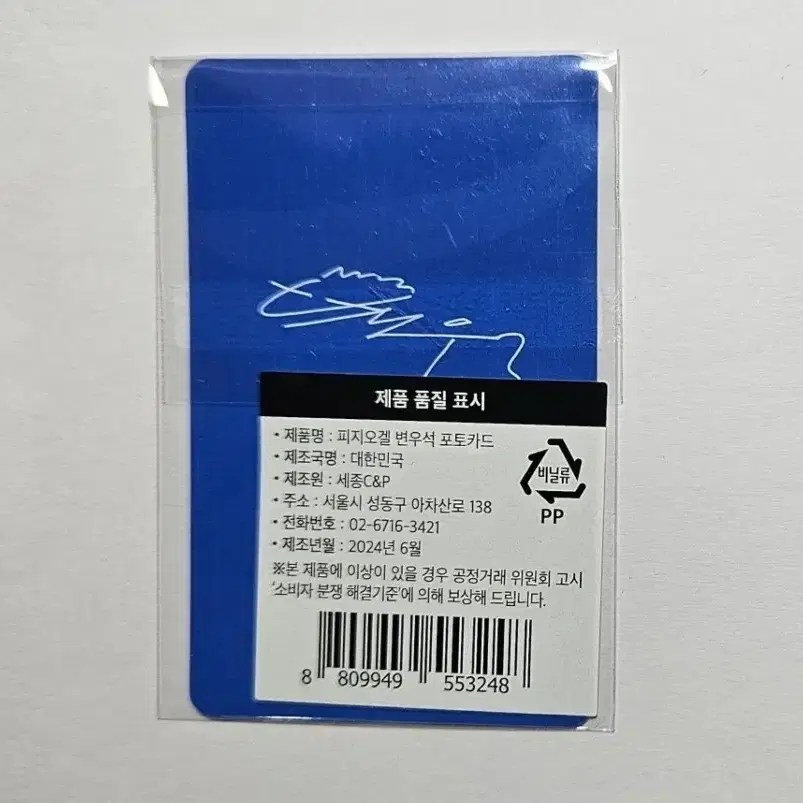 제품 품질 표시
• 제품명 : 피지오겔 변우석 포토카드
• 제조국명 : 대한민국
• 제조원 : 세종C&P
• 주소 : 서울시 성동구 아차산로 138
• 전화번호 : 02-6716-3421
• 제조년월 : 2024년 6월
비닐류
PP
※본 제품에 이상이 있을 경우 공정거래 위원회 고시
'소비자 분쟁 해결기준'에 의해 보상해 드립니다.
8 809949 553248